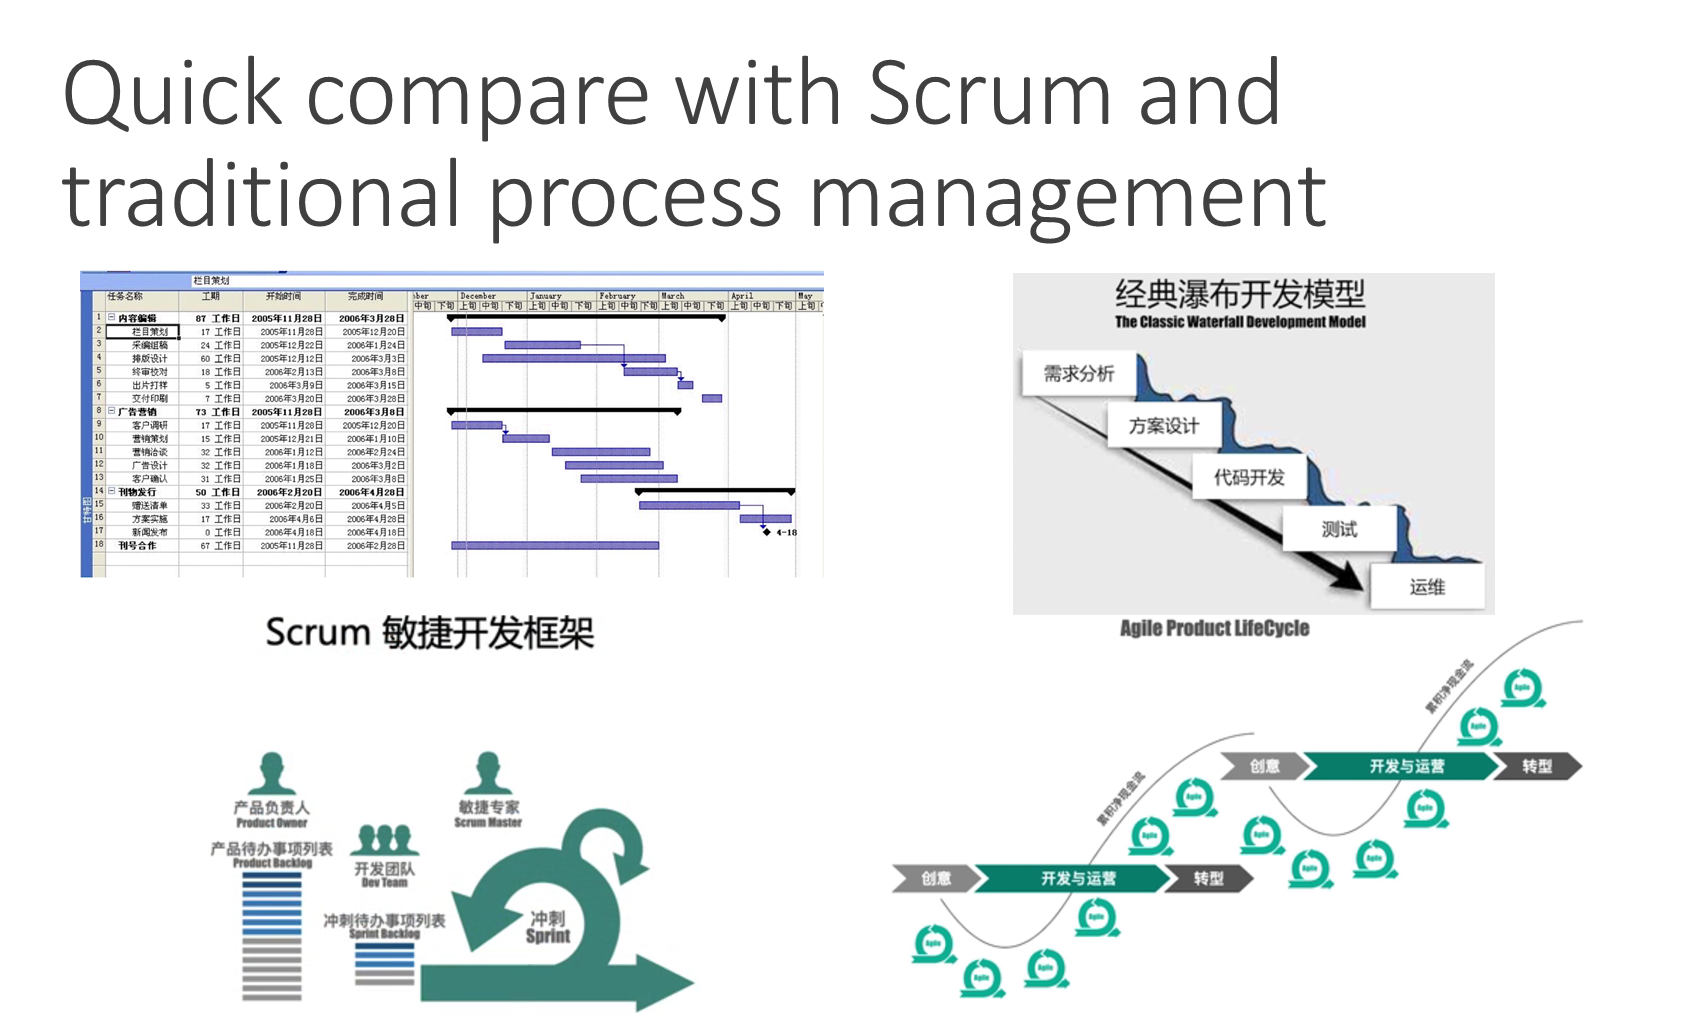 Quick compare with Scrum and
traditional process management
栏目策划
任务名称 工期 开始时间 完成时间
ber December January February March April May
中旬 下旬 上旬 中旬 下旬 上旬 中旬 下旬 上旬 中旬 下旬 上旬 中旬 下旬 上旬 中旬 下旬 上旬
1 内容编辑 87 工作日 2005年11月28日 2006年3月28日
2 栏目策划 17 工作日 2005年11月28日 2005年12月20日
3 采编组稿 24 工作日 2005年12月22日 2006年1月24日
4 排版设计 60 工作日 2005年12月12日 2006年3月3日
5 终审校对 18 工作日 2006年2月13日 2006年3月8日
6 出片打样 5 工作日 2006年3月9日 2006年3月15日
7 交付印刷 7 工作日 2006年3月20日 2006年3月28日
8 广告营销 73 工作日 2005年11月28日 2006年3月8日
9 客户调研 17 工作日 2005年11月28日 2005年12月20日
10 营销策划 15 工作日 2005年12月21日 2006年1月10日
11 营销洽谈 32 工作日 2006年1月12日 2006年2月24日
12 广告设计 32 工作日 2006年1月18日 2006年3月2日
13 客户确认 31 工作日 2006年1月25日 2006年3月8日
14 刊物发行 50 工作日 2006年2月20日 2006年4月28日
15 赠送清单 33 工作日 2006年2月20日 2006年4月5日
16 方案实施 17 工作日 2006年4月6日 2006年4月28日
17 新闻发布 0 工作日 2006年4月18日 2006年4月18日 4-18
18 刊号合作 67 工作日 2005年11月28日 2006年2月28日
甘特图
经典瀑布开发模型
The Classic Waterfall Development Model
需求分析
方案设计
代码开发
测试
运维
Scrum 敏捷开发框架
产品负责人
Product Owner
敏捷专家
Scrum Master
产品待办事项列表
Product Backlog
开发团队
Dev Team
冲刺待办事项列表
Sprint Backlog
冲刺
Sprint
Agile Product LifeCycle
累积净现金流
Agile
Agile
创意 开发与运营 转型
累积净现金流
Agile
Agile
Agile
Agile
Agile
Agile
创意 开发与运营 转型
Agile
Agile
Agile
Agile